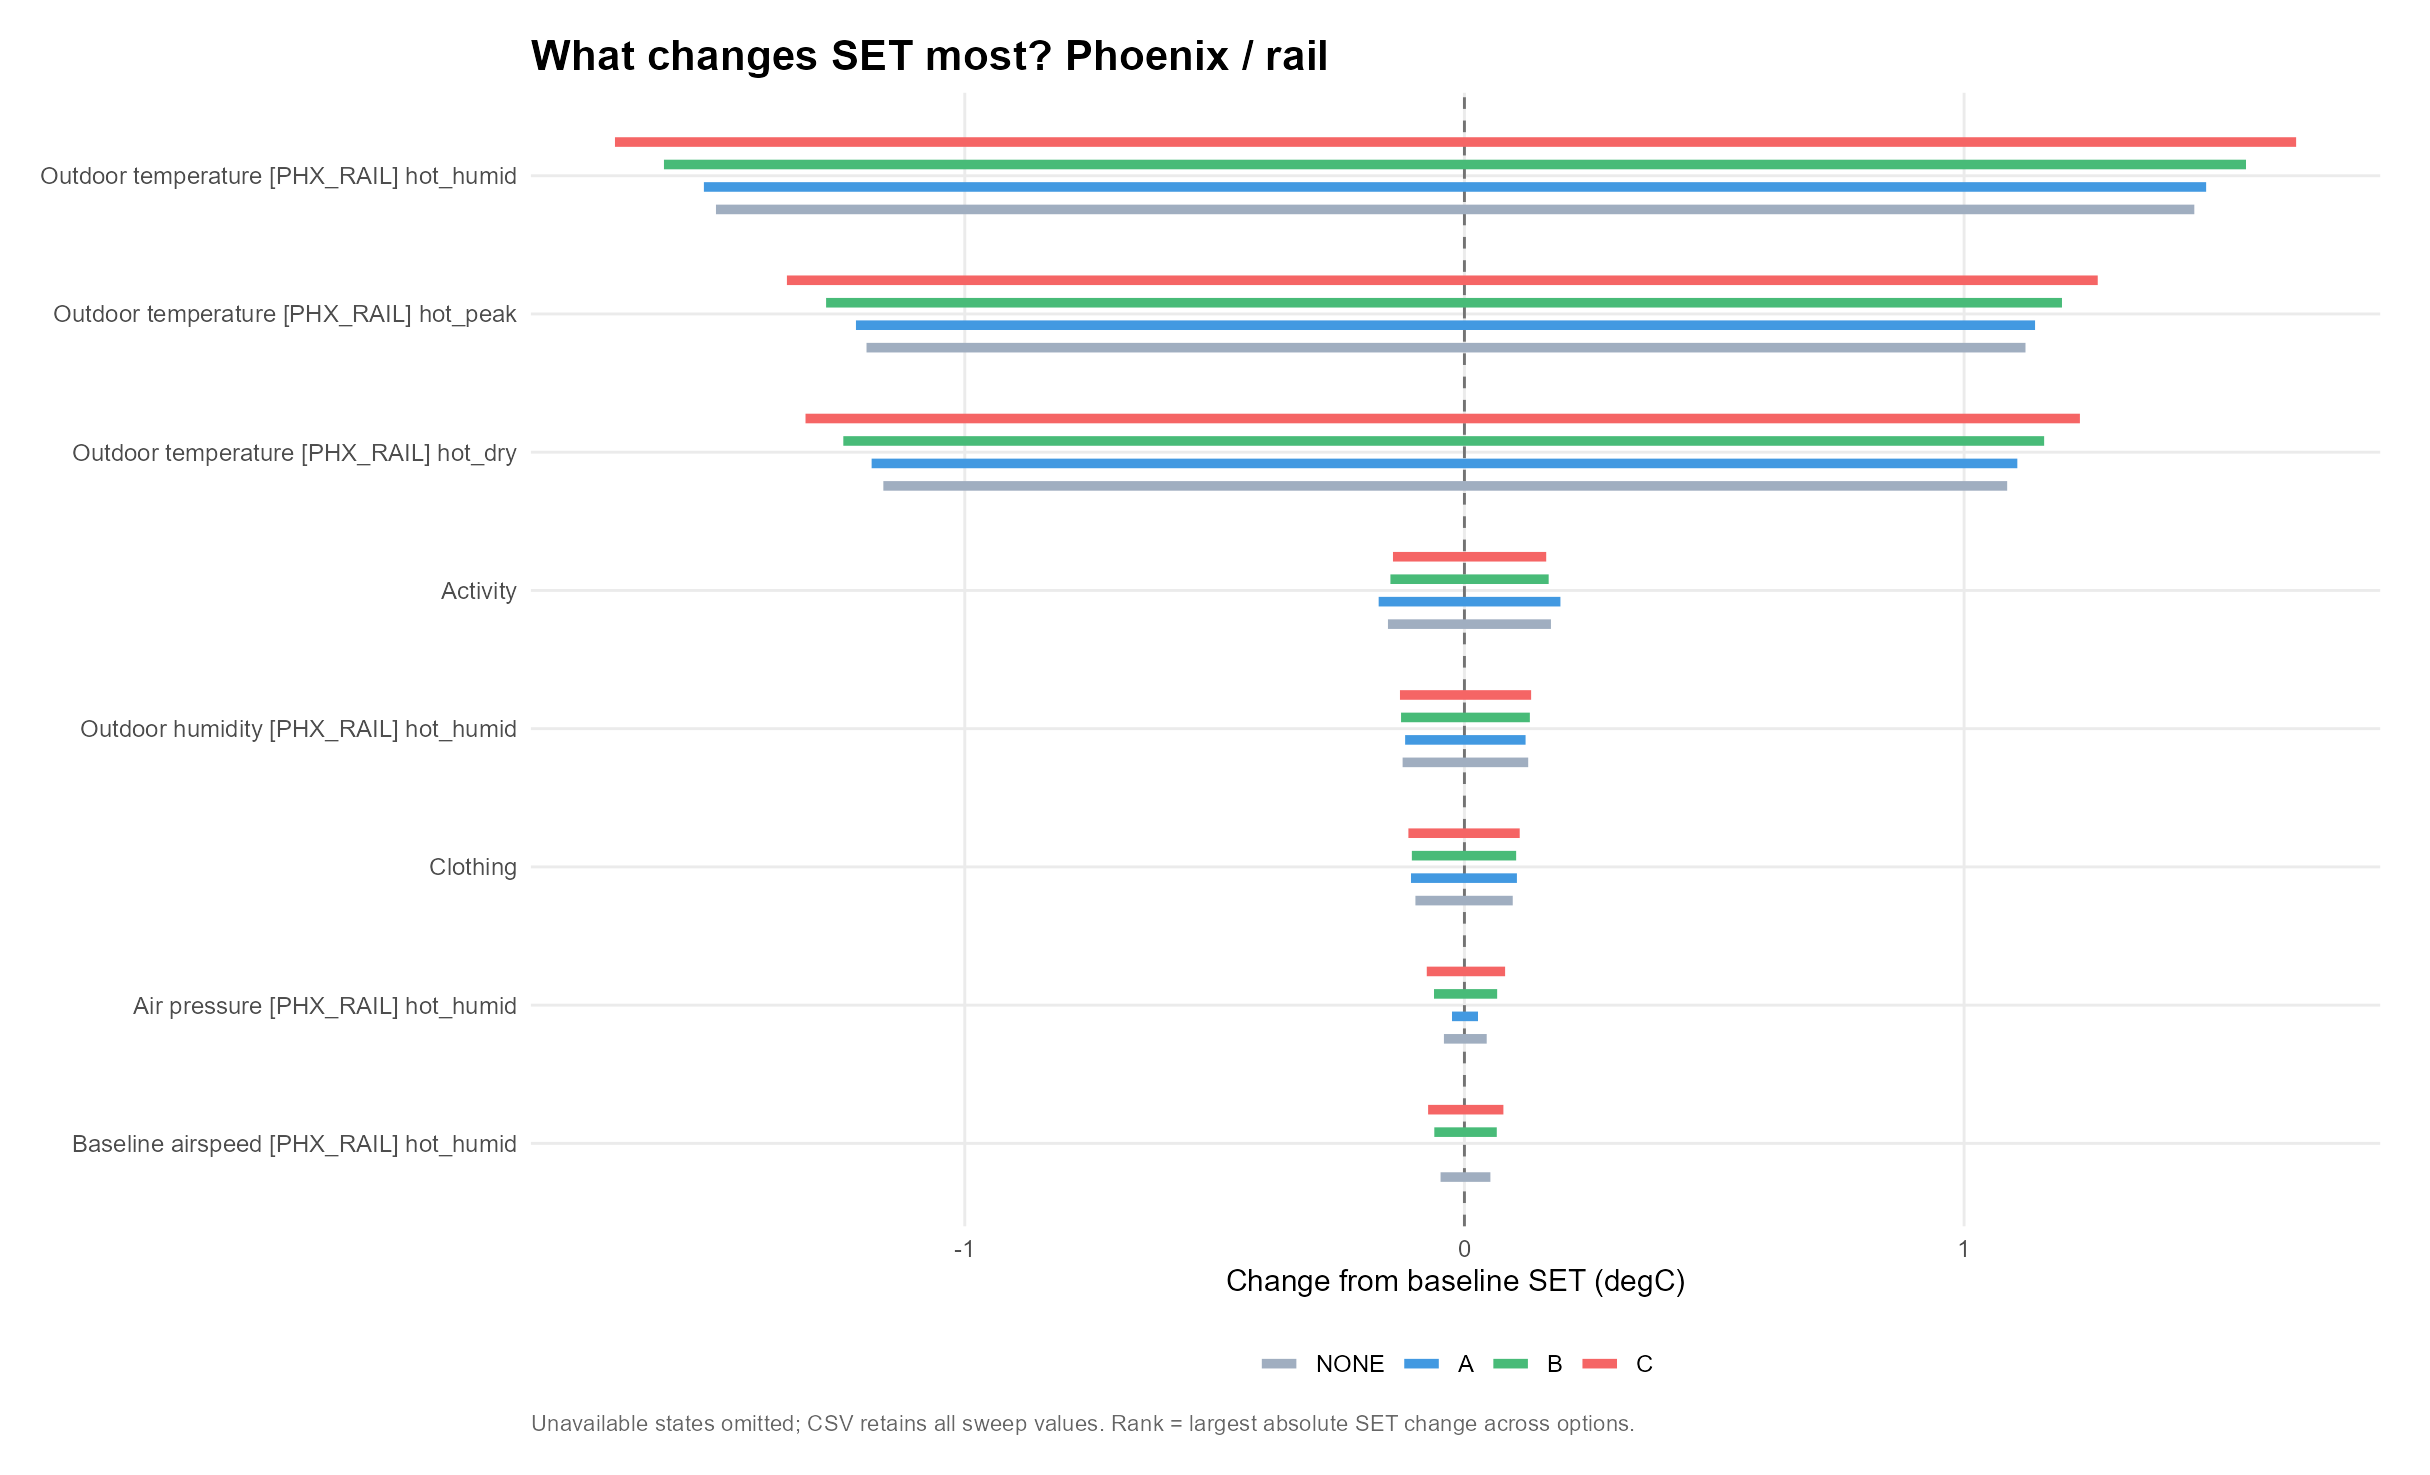 What changes SET most? Phoenix / rail
Outdoor temperature [PHX_RAIL] hot_humid
Outdoor temperature [PHX_RAIL] hot_peak
Outdoor temperature [PHX_RAIL] hot_dry
Activity
Outdoor humidity [PHX_RAIL] hot_humid
Clothing
Air pressure [PHX_RAIL] hot_humid
Baseline airspeed [PHX_RAIL] hot_humid
-1 0 1
Change from baseline SET (degC)
NONE A B C
Unavailable states omitted; CSV retains all sweep values. Rank = largest absolute SET change across options.